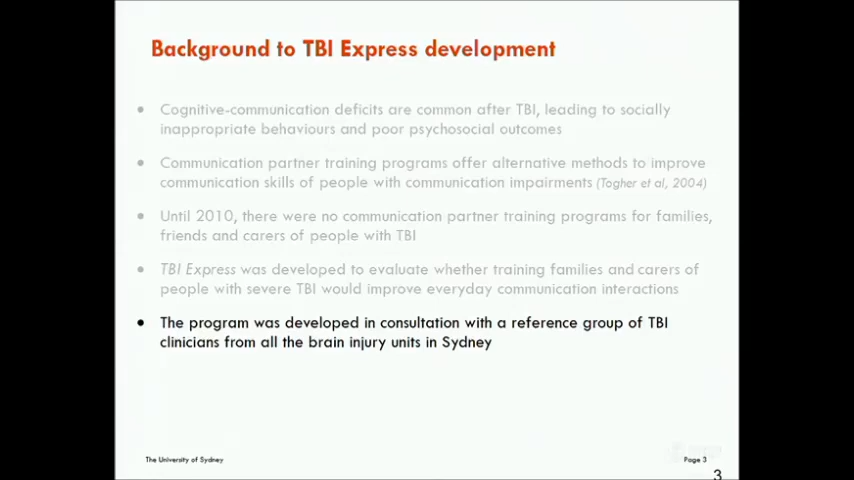 Background to TBI Express development
• Cognitive-communication deficits are common after TBI, leading to socially
inappropriate behaviours and poor psychosocial outcomes
• Communication partner training programs offer alternative methods to improve
communication skills of people with communication impairments (Togher et al, 2004)
• Until 2010, there were no communication partner training programs for families,
friends and carers of people with TBI
• TBI Express was developed to evaluate whether training families and carers of
people with severe TBI would improve everyday communication interactions
• The program was developed in consultation with a reference group of TBI
clinicians from all the brain injury units in Sydney
The University of Sydney
Page 3
3